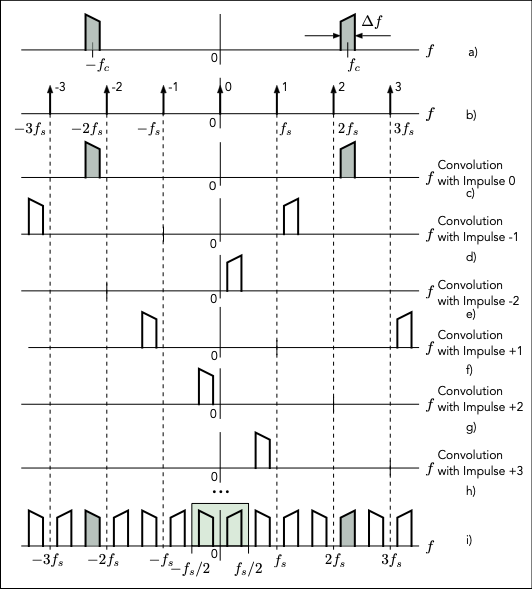 Δf
0 f a)
−f_c f_c
-3 -2 -1 0 1 2 3
0 f b)
−3f_s −2f_s −f_s f_s 2f_s 3f_s
Convolution
0 f with Impulse 0
c)
Convolution
0 f with Impulse -1
d)
Convolution
0 f with Impulse -2
e)
Convolution
0 f with Impulse +1
f)
Convolution
0 f with Impulse +2
g)
Convolution
0 f with Impulse +3
...
h)
0 f i)
−3f_s −2f_s −f_s −f_s/2 f_s/2 f_s 2f_s 3f_s